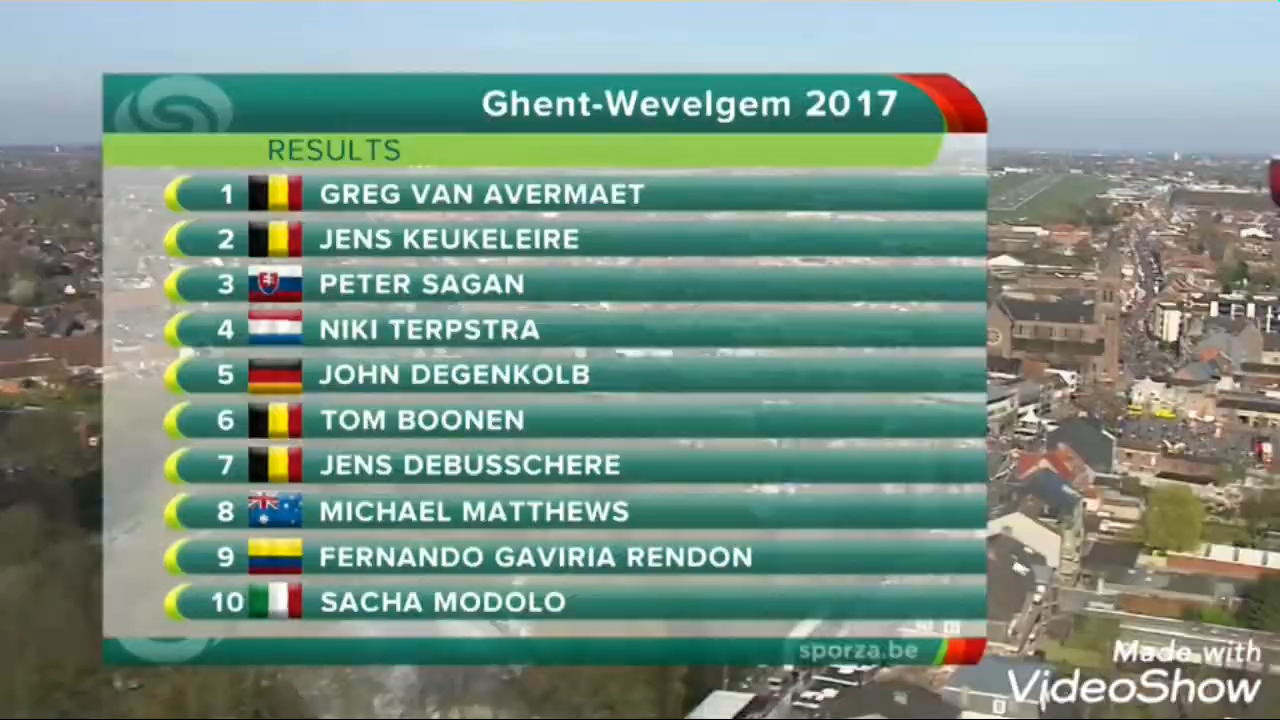 Ghent-Wevelgem 2017
RESULTS
1 GREG VAN AVERMAET
2 JENS KEUKELEIRE
3 PETER SAGAN
4 NIKI TERPSTRA
5 JOHN DEGENKOLB
6 TOM BOONEN
7 JENS DEBUSSCHERE
8 MICHAEL MATTHEWS
9 FERNANDO GAVIRIA RENDON
10 SACHA MODOLO
sporza.be
Made with
VideoShow